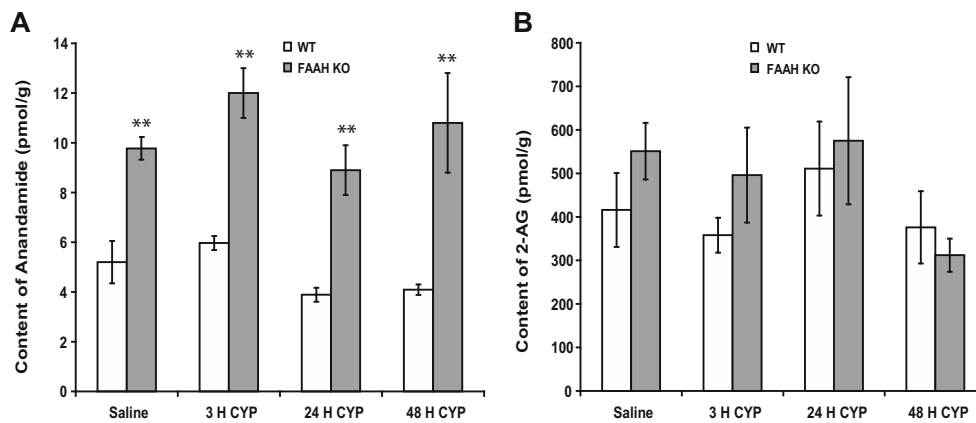 A
Content of Anandamide (pmol/g)
14
12
10
8
6
4
2
0
WT
FAAH KO
**
**
**
**
Saline
3 H CYP
24 H CYP
48 H CYP
B
Content of 2-AG (pmol/g)
800
700
600
500
400
300
200
100
0
WT
FAAH KO
Saline
3 H CYP
24 H CYP
48 H CYP